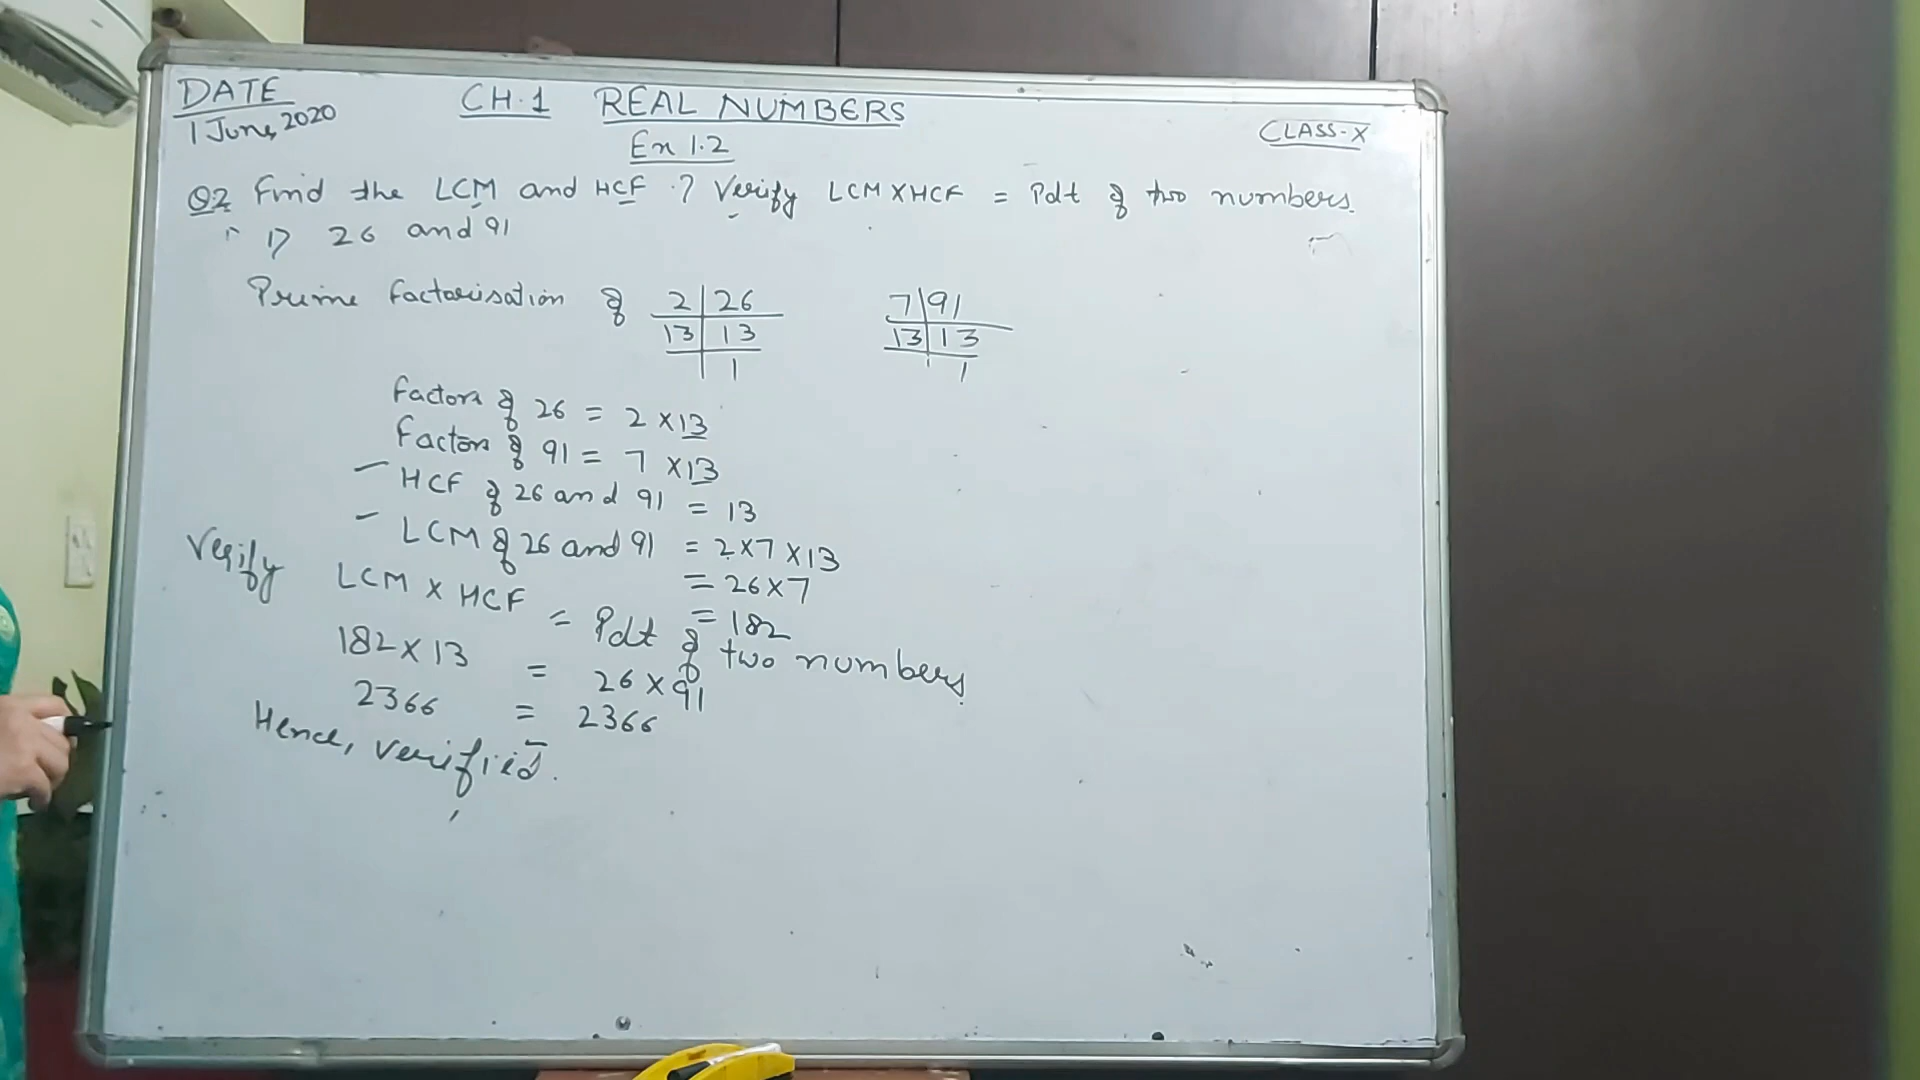 DATE
1 June, 2020
CH.1 REAL NUMBERS
Ex 1.2
CLASS-X
Q2 Find the LCM and HCF ? Verify LCM X HCF = Pdt of two numbers.
1) 26 and 91
Prime factorisation of
2 | 26
13 | 13
1
7 | 91
13 | 13
1
factors of 26 = 2 × 13
factors of 91 = 7 × 13
HCF of 26 and 91 = 13
LCM of 26 and 91 = 2×7×13
= 26×7
= 182
Verify LCM X HCF = Pdt of two numbers
182 × 13 = 26 × 91
2366 = 2366
Hence, verified.